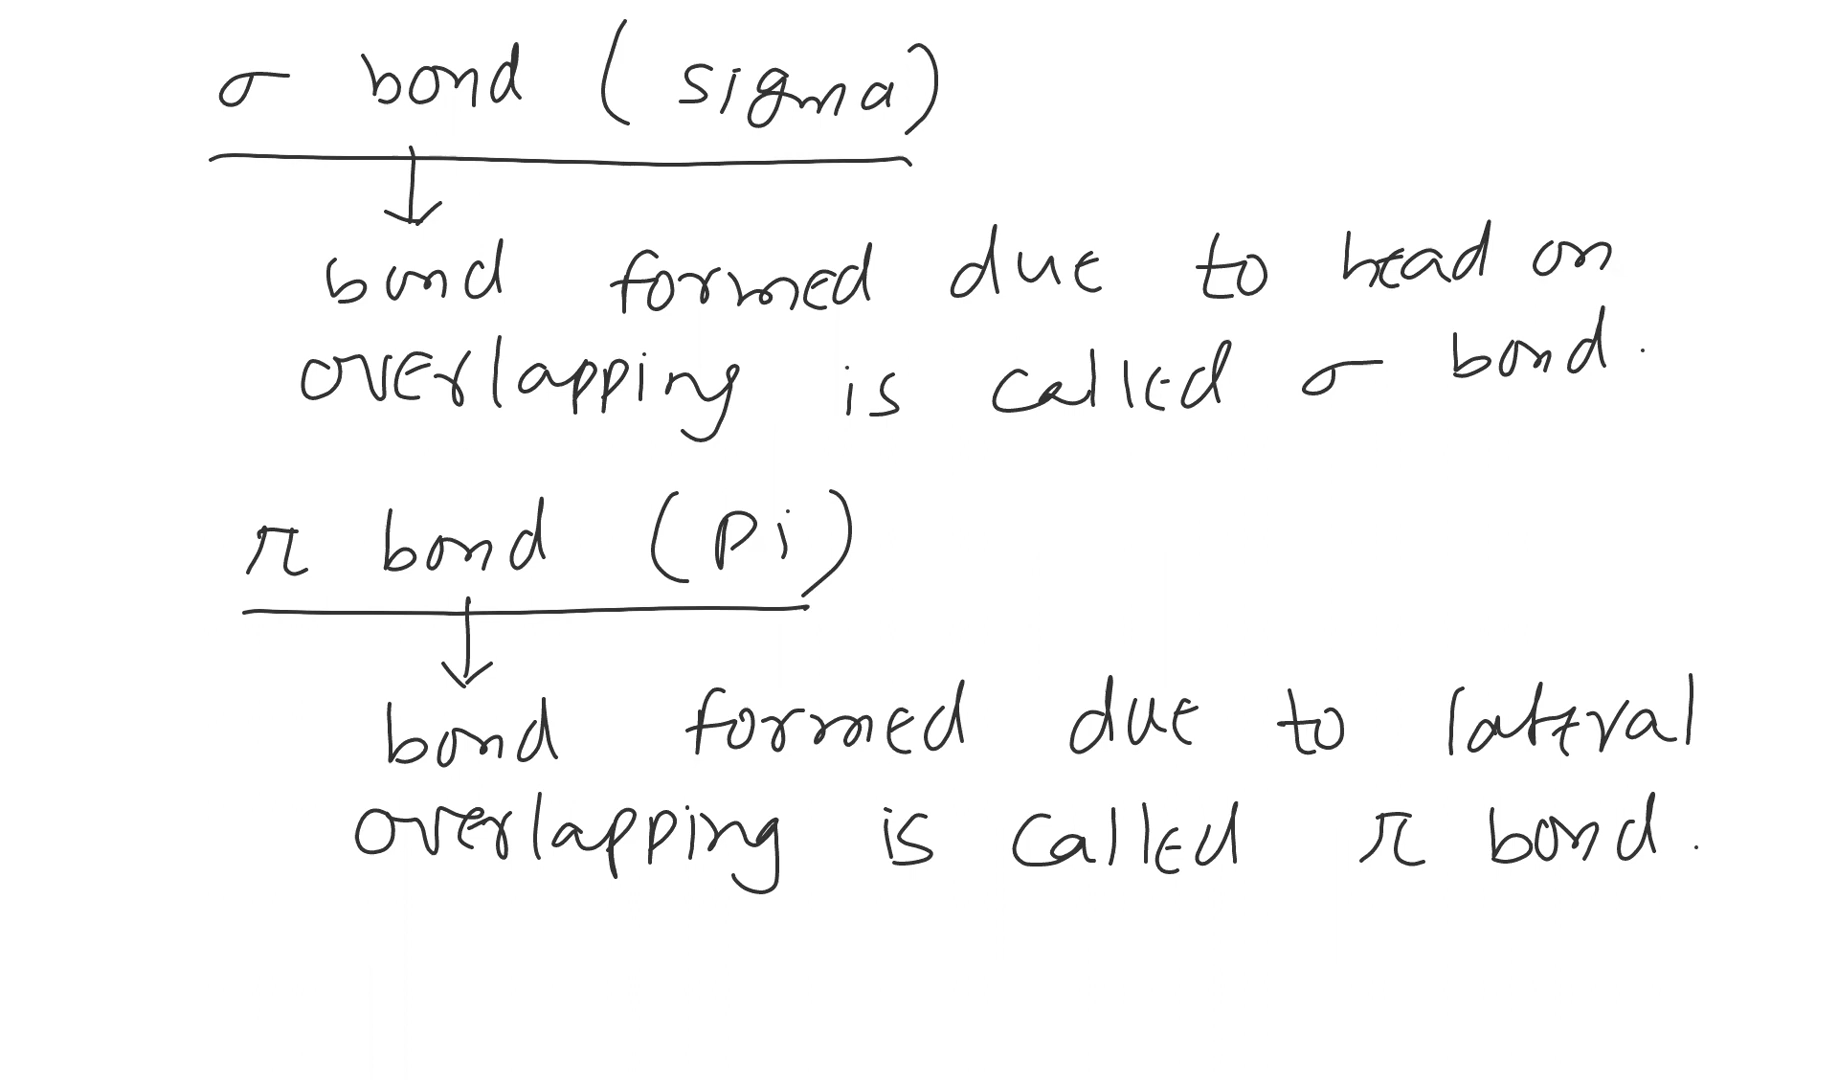 σ bond (sigma)
bond formed due to head on
overlapping is called σ bond.
π bond (pi)
bond formed due to lateral
overlapping is called π bond.